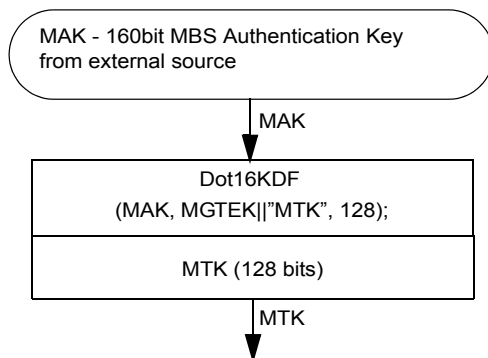 MAK - 160bit MBS Authentication Key
from external source
MAK
Dot16KDF
(MAK, MGTEK||”MTK”, 128);
MTK (128 bits)
MTK